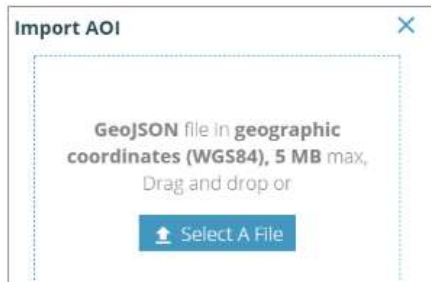 Import AOI
GeoJSON file in geographic
coordinates (WGS84), 5 MB max,
Drag and drop or
Select A File